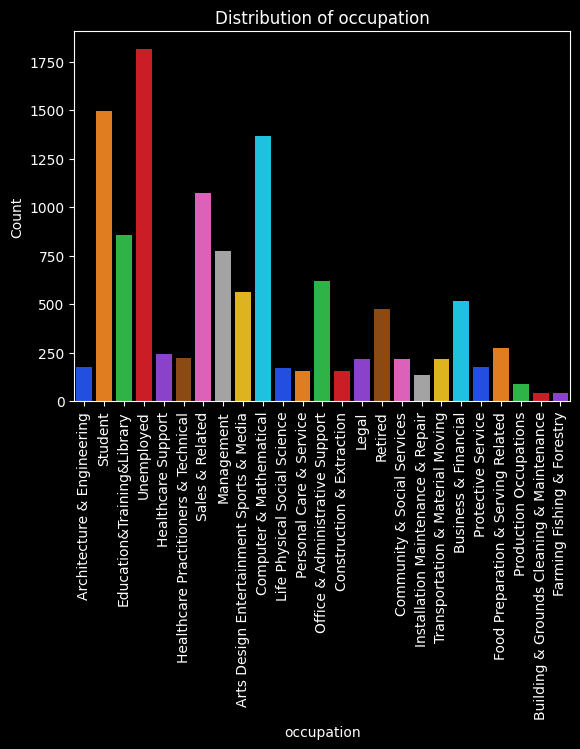 Distribution of occupation
Count
1750
1500
1250
1000
750
500
250
0
Architecture & Engineering
Student
Education&Training&Library
Unemployed
Healthcare Support
Healthcare Practitioners & Technical
Sales & Related
Management
Arts Design Entertainment Sports & Media
Computer & Mathematical
Life Physical Social Science
Personal Care & Service
Office & Administrative Support
Construction & Extraction
Legal
Retired
Community & Social Services
Installation Maintenance & Repair
Transportation & Material Moving
Business & Financial
Protective Service
Food Preparation & Serving Related
Production Occupations
Building & Grounds Cleaning & Maintenance
Farming Fishing & Forestry
occupation